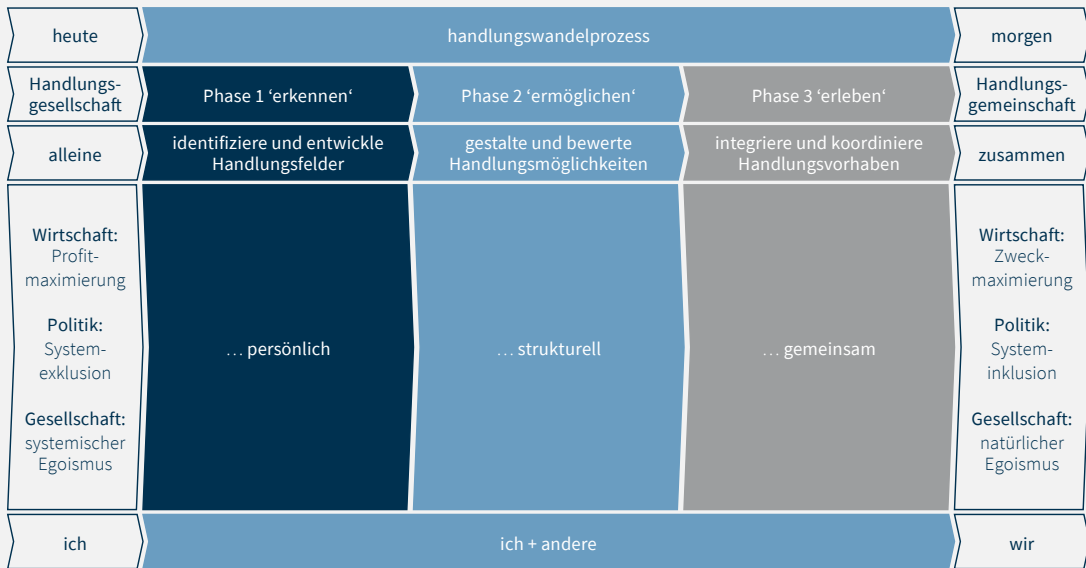 heute
handlungswandelprozess
morgen
Handlungs-
gesellschaft
Phase 1 ‘erkennen‘
Phase 2 ‘ermöglichen‘
Phase 3 ‘erleben‘
Handlungs-
gemeinschaft
alleine
identifiziere und entwickle
Handlungsfelder
gestalte und bewerte
Handlungsmöglichkeiten
integriere und koordiniere
Handlungsvorhaben
zusammen
Wirtschaft:
Profit-
maximierung
Politik:
System-
exklusion
Gesellschaft:
systemischer
Egoismus
… persönlich
… strukturell
… gemeinsam
Wirtschaft:
Zweck-
maximierung
Politik:
System-
inklusion
Gesellschaft:
natürlicher
Egoismus
ich
ich + andere
wir